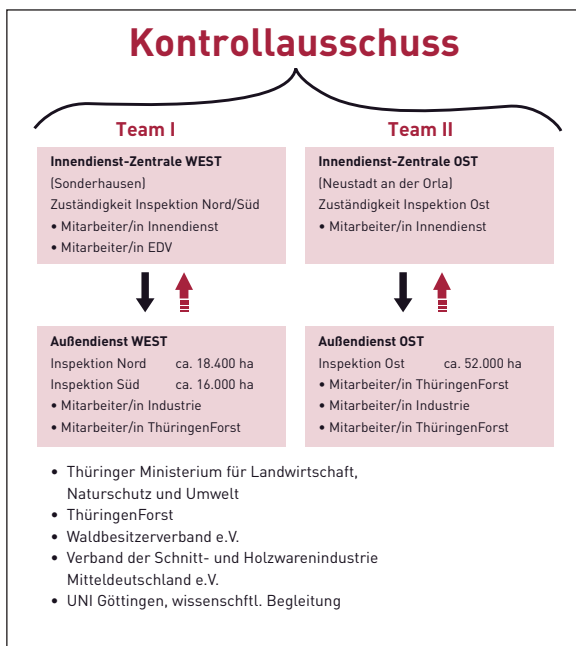 Kontrollausschuss
Team I
Innendienst-Zentrale WEST
(Sonderhausen)
Zuständigkeit Inspektion Nord/Süd
• Mitarbeiter/in Innendienst
• Mitarbeiter/in EDV
Außendienst WEST
Inspektion Nord ca. 18.400 ha
Inspektion Süd ca. 16.000 ha
• Mitarbeiter/in Industrie
• Mitarbeiter/in ThüringenForst
Team II
Innendienst-Zentrale OST
(Neustadt an der Orla)
Zuständigkeit Inspektion Ost
• Mitarbeiter/in Innendienst
Außendienst OST
Inspektion Ost ca. 52.000 ha
• Mitarbeiter/in ThüringenForst
• Mitarbeiter/in Industrie
• Mitarbeiter/in ThüringenForst
• Thüringer Ministerium für Landwirtschaft,
Naturschutz und Umwelt
• ThüringenForst
• Waldbesitzerverband e.V.
• Verband der Schnitt- und Holzwarenindustrie
Mitteldeutschland e.V.
• UNI Göttingen, wissenschftl. Begleitung